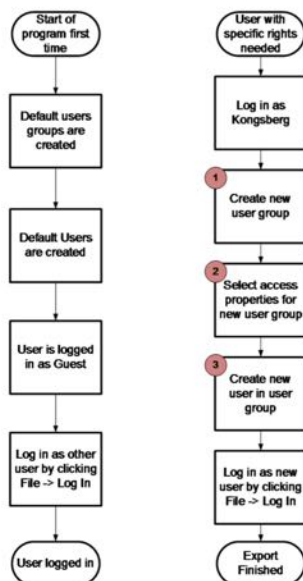 Start of
program first
time
Default users
groups are
created
Default Users
are created
User is logged
in as Guest
Log in as other
user by clicking
File -> Log In
User logged in
User with
specific rights
needed
Log in as
Kongsberg
1
Create new
user group
2
Select access
properties for
new user group
3
Create new
user in user
group
Log in as new
user by clicking
File -> Log In
Export
Finished